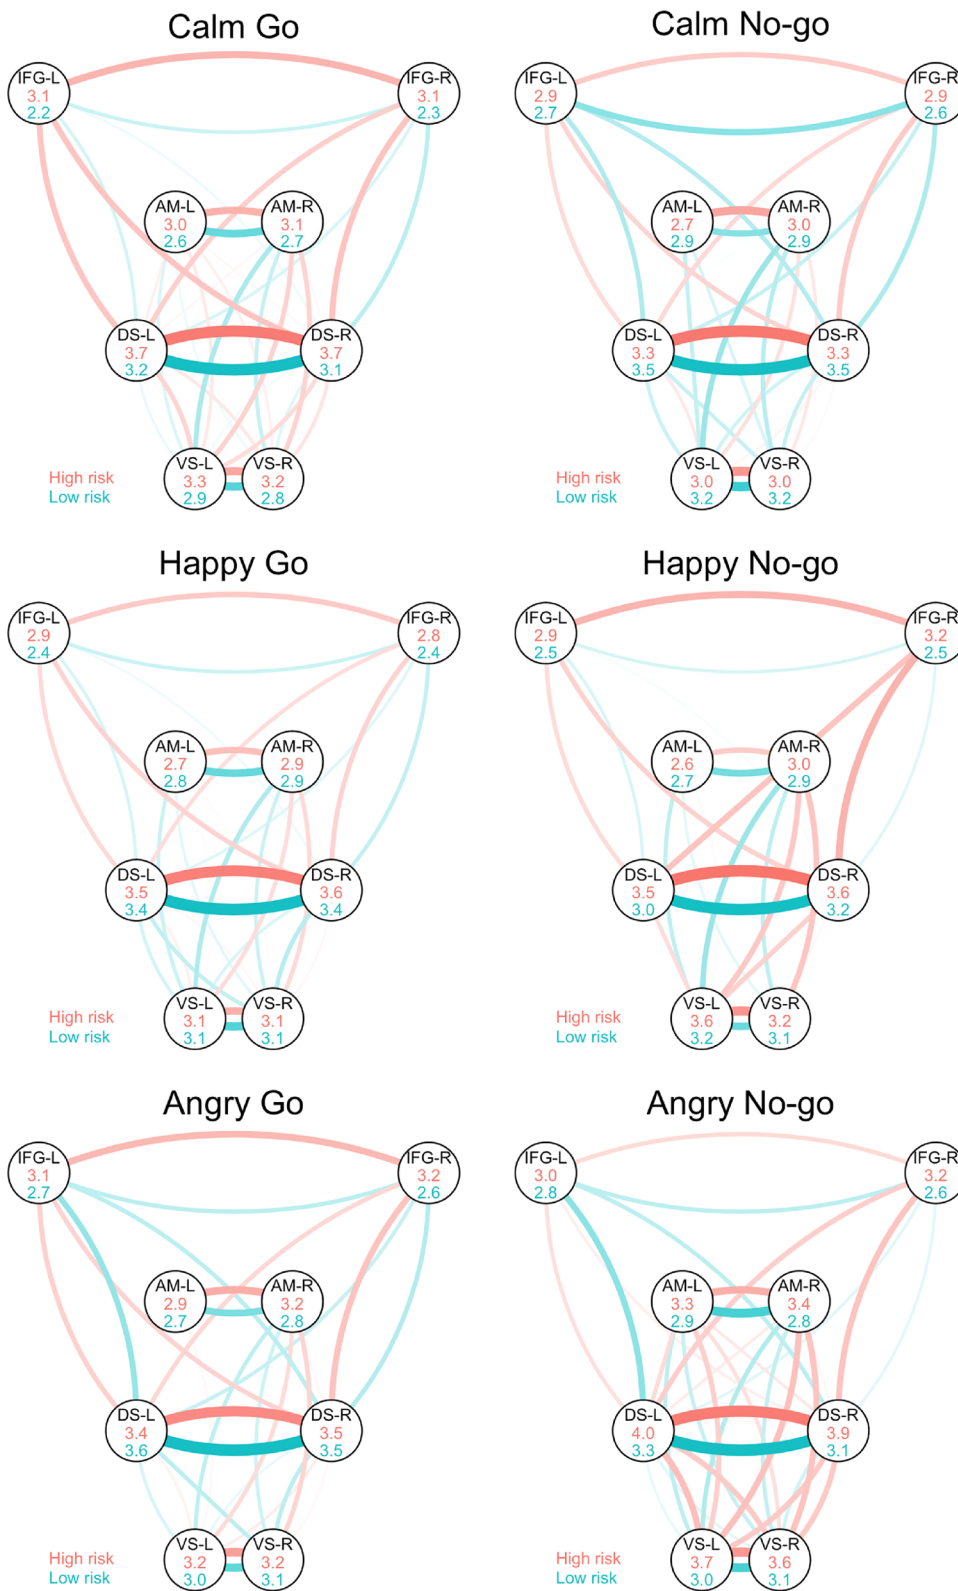 Calm Go
IFG-L
3.1
2.2
IFG-R
3.1
2.3
AM-L
3.0
2.6
AM-R
3.1
2.7
DS-L
3.7
3.2
DS-R
3.7
3.1
VS-L
3.3
2.9
VS-R
3.2
2.8
High risk
Low risk
Calm No-go
IFG-L
2.9
2.7
IFG-R
2.9
2.6
AM-L
2.7
2.9
AM-R
3.0
2.9
DS-L
3.3
3.5
DS-R
3.3
3.5
VS-L
3.0
3.2
VS-R
3.0
3.2
High risk
Low risk
Happy Go
IFG-L
2.9
2.4
IFG-R
2.8
2.4
AM-L
2.7
2.8
AM-R
2.9
2.9
DS-L
3.5
3.4
DS-R
3.6
3.4
VS-L
3.1
3.1
VS-R
3.1
3.1
High risk
Low risk
Happy No-go
IFG-L
2.9
2.5
IFG-R
3.2
2.5
AM-L
2.6
2.7
AM-R
3.0
2.9
DS-L
3.5
3.0
DS-R
3.6
3.2
VS-L
3.6
3.2
VS-R
3.2
3.1
High risk
Low risk
Angry Go
IFG-L
3.1
2.7
IFG-R
3.2
2.6
AM-L
2.9
2.7
AM-R
3.2
2.8
DS-L
3.4
3.6
DS-R
3.5
3.5
VS-L
3.2
3.0
VS-R
3.2
3.1
High risk
Low risk
Angry No-go
IFG-L
3.0
2.8
IFG-R
3.2
2.6
AM-L
3.3
2.9
AM-R
3.4
2.8
DS-L
4.0
3.3
DS-R
3.9
3.1
VS-L
3.7
3.0
VS-R
3.6
3.1
High risk
Low risk